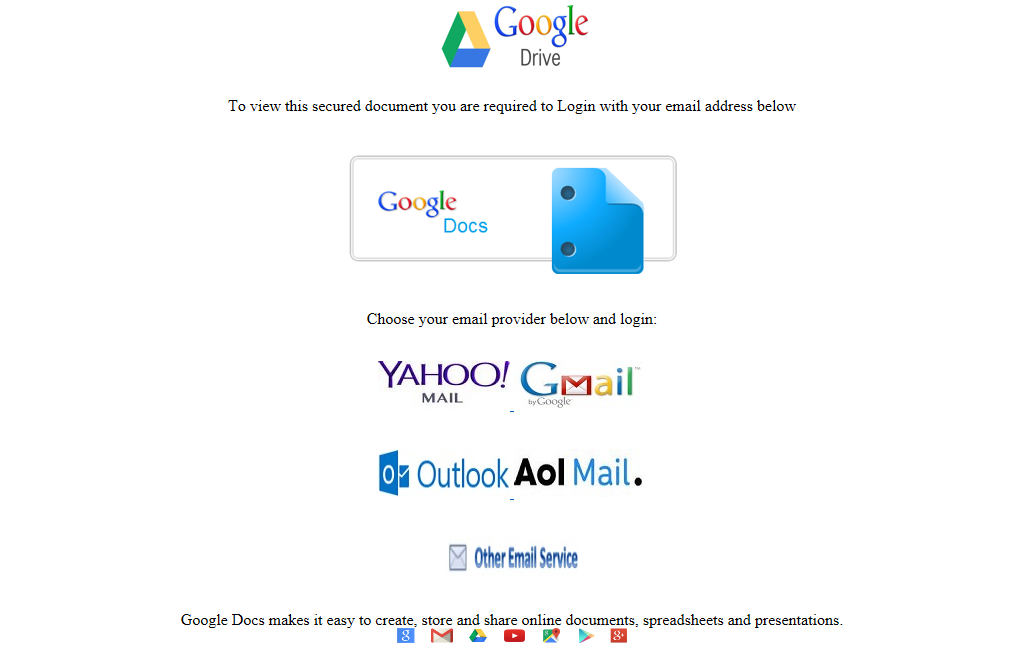 Google
Drive
To view this secured document you are required to Login with your email address below
Google
Docs
Choose your email provider below and login:
YAHOO! Gmail™
MAIL by Google
Outlook Aol Mail.
Other Email Service
Google Docs makes it easy to create, store and share online documents, spreadsheets and presentations.